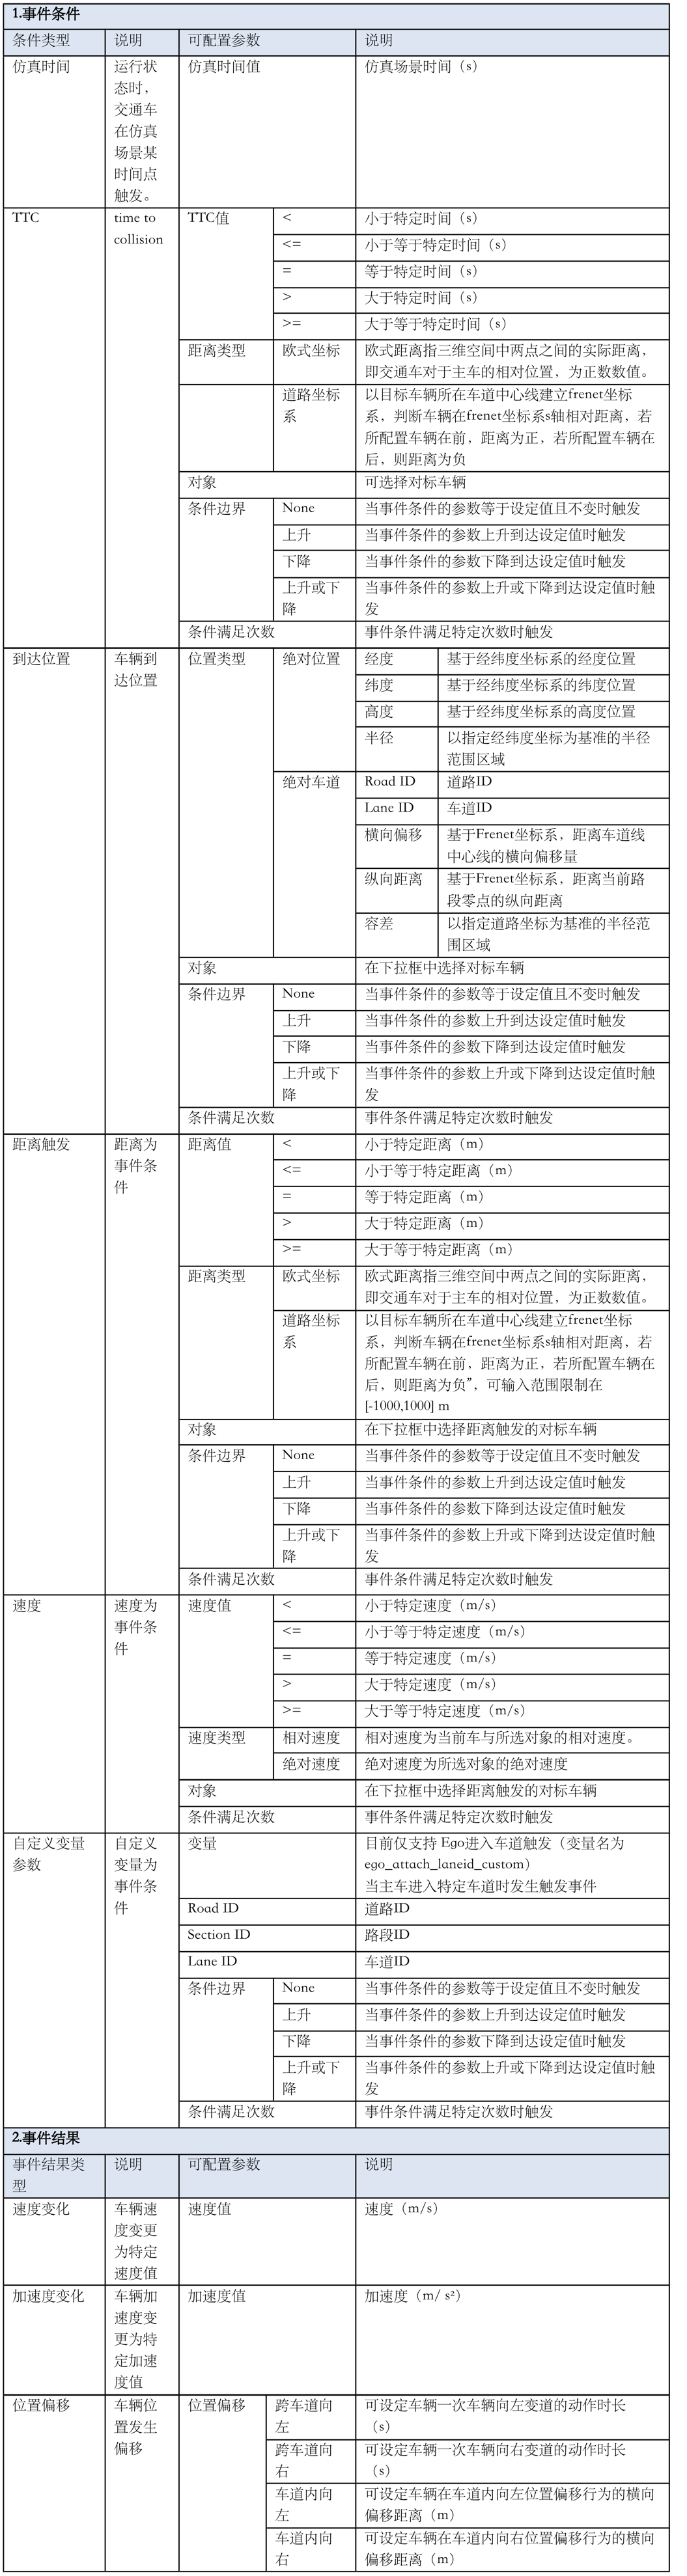 1.事件条件
条件类型 说明 可配置参数 说明
仿真时间 运行状 仿真时间值 仿真场景时间（s）
态时，
交通车
在仿真
场景某
时间点
触发。
TTC time to TTC值 < 小于特定时间（s）
collision <= 小于等于特定时间（s）
= 等于特定时间（s）
> 大于特定时间（s）
>= 大于等于特定时间（s）
距离类型 欧式坐标 欧式距离指三维空间中两点之间的实际距离，
即交通车对于主车的相对位置，为正数数值。
道路坐标 以目标车辆所在车道中心线建立frenet坐标
系 系，判断车辆在frenet坐标系s轴相对距离，若
所配置车辆在前，距离为正，若所配置车辆在
后，则距离为负
对象 可选择对标车辆
条件边界 None 当事件条件的参数等于设定值且不变时触发
上升 当事件条件的参数上升到达设定值时触发
下降 当事件条件的参数下降到达设定值时触发
上升或下 当事件条件的参数上升或下降到达设定值时触
降 发
条件满足次数 事件条件满足特定次数时触发
到达位置 车辆到 位置类型 绝对位置 经度 基于经纬度坐标系的经度位置
达位置 纬度 基于经纬度坐标系的纬度位置
高度 基于经纬度坐标系的高度位置
半径 以指定经纬度坐标为基准的半径
范围区域
绝对车道 Road ID 道路ID
Lane ID 车道ID
横向偏移 基于Frenet坐标系，距离车道线
中心线的横向偏移量
纵向距离 基于Frenet坐标系，距离当前路
段零点的纵向距离
容差 以指定道路坐标为基准的半径范
围区域
对象 在下拉框中选择对标车辆
条件边界 None 当事件条件的参数等于设定值且不变时触发
上升 当事件条件的参数上升到达设定值时触发
下降 当事件条件的参数下降到达设定值时触发
上升或下 当事件条件的参数上升或下降到达设定值时触
降 发
条件满足次数 事件条件满足特定次数时触发
距离触发 距离为 距离值 < 小于特定距离（m）
事件条 <= 小于等于特定距离（m）
件 = 等于特定距离（m）
> 大于特定距离（m）
>= 大于等于特定距离（m）
距离类型 欧式坐标 欧式距离指三维空间中两点之间的实际距离，
即交通车对于主车的相对位置，为正数数值。
道路坐标 以目标车辆所在车道中心线建立frenet坐标
系 系，判断车辆在frenet坐标系s轴相对距离，若
所配置车辆在前，距离为正，若所配置车辆在
后，则距离为负”，可输入范围限制在
[-1000,1000] m
对象 在下拉框中选择距离触发的对标车辆
条件边界 None 当事件条件的参数等于设定值且不变时触发
上升 当事件条件的参数上升到达设定值时触发
下降 当事件条件的参数下降到达设定值时触发
上升或下 当事件条件的参数上升或下降到达设定值时触
降 发
条件满足次数 事件条件满足特定次数时触发
速度 速度为 速度值 < 小于特定速度（m/s）
事件条 <= 小于等于特定速度（m/s）
件 = 等于特定速度（m/s）
> 大于特定速度（m/s）
>= 大于等于特定速度（m/s）
速度类型 相对速度 相对速度为当前车与所选对象的相对速度。
绝对速度 绝对速度为所选对象的绝对速度
对象 在下拉框中选择距离触发的对标车辆
条件满足次数 事件条件满足特定次数时触发
自定义变量 自定义 变量 目前仅支持 Ego进入车道触发（变量名为
参数 变量为 ego_attach_laneid_custom）
事件条 当主车进入特定车道时发生触发事件
件 Road ID 道路ID
Section ID 路段ID
Lane ID 车道ID
条件边界 None 当事件条件的参数等于设定值且不变时触发
上升 当事件条件的参数上升到达设定值时触发
下降 当事件条件的参数下降到达设定值时触发
上升或下 当事件条件的参数上升或下降到达设定值时触
降 发
条件满足次数 事件条件满足特定次数时触发
2.事件结果
事件结果类 说明 可配置参数 说明
型
速度变化 车辆速 速度值 速度（m/s）
度变更
为特定
速度值
加速度变化 车辆加 加速度值 加速度（m/ s²）
速度变
更为特
定加速
度值
位置偏移 车辆位 位置偏移 跨车道向 可设定车辆一次车辆向左变道的动作时长
置发生 左 （s）
偏移 跨车道向 可设定车辆一次车辆向右变道的动作时长
右 （s）
车道内向 可设定车辆在车道内向左位置偏移行为的横向
左 偏移距离（m）
车道内向 可设定车辆在车道内向右位置偏移行为的横向
右 偏移距离（m）